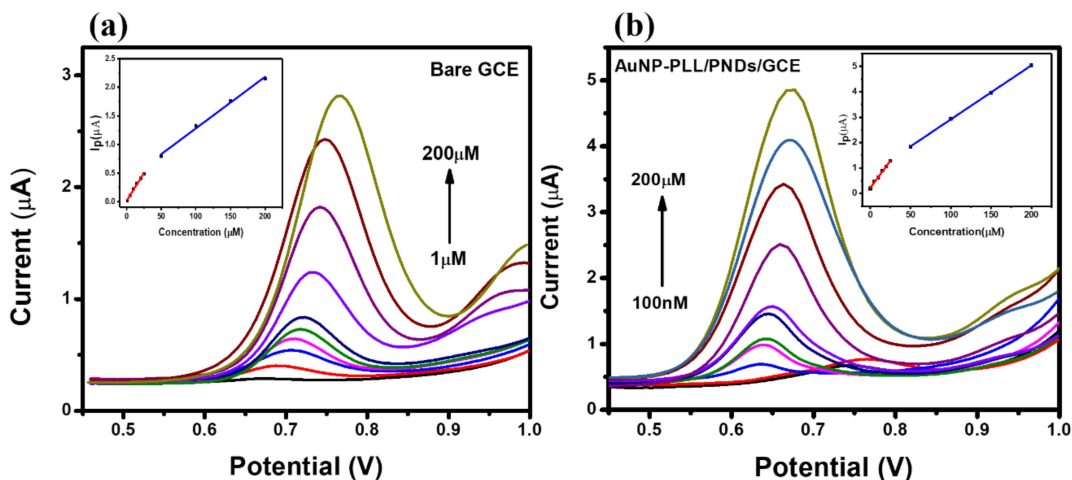 (a)
Bare GCE
200μM
1μM
Current (μA)
3
2
1
0
0.5
0.6
0.7
0.8
0.9
1.0
Potential (V)
Ip(μA)
2.5
2.0
1.5
1.0
0.5
0.0
0
50
100
150
200
Concentration (μM)
(b)
AuNP-PLL/PNDs/GCE
200μM
100nM
Currrent (μA)
5
4
3
2
1
0
0.5
0.6
0.7
0.8
0.9
1.0
Potential (V)
Ip(μA)
6
5
4
3
2
1
0
0
50
100
150
200
Concentration(μM)